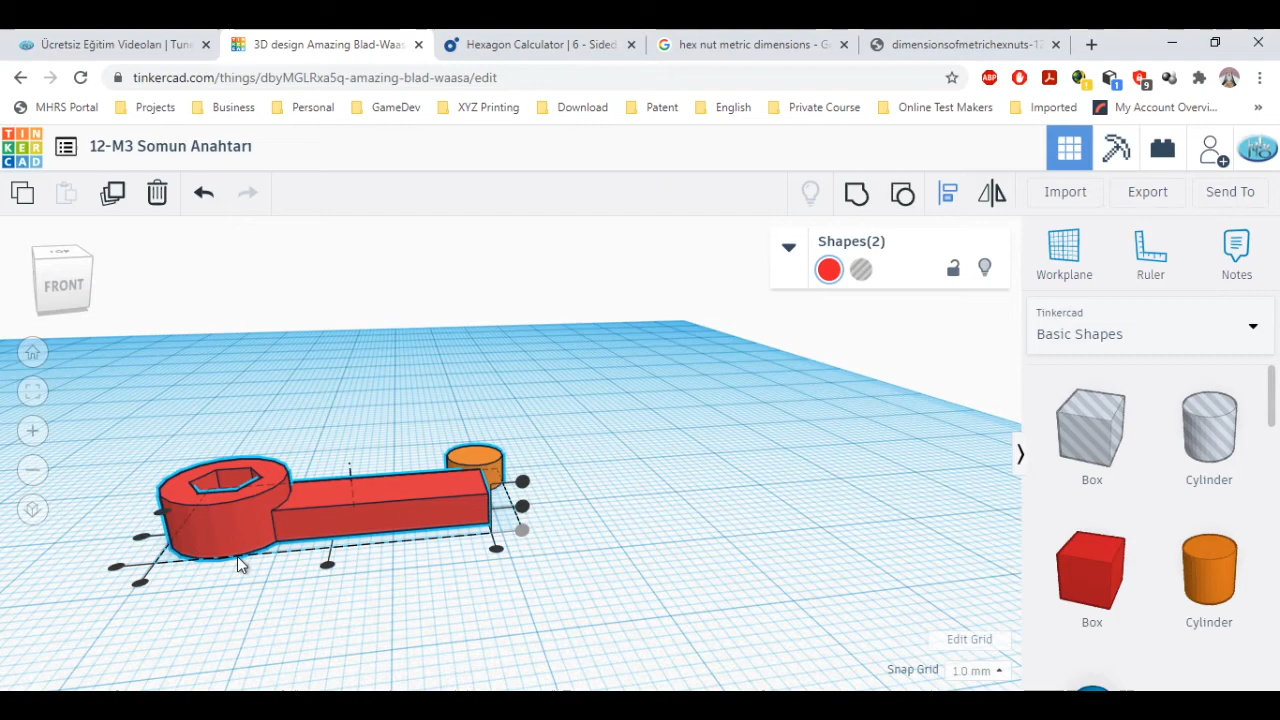 Ücretsiz Eğitim Videoları | Tune
3D design Amazing Blad-Waas
Hexagon Calculator | 6 - Sided
hex nut metric dimensions - Go
dimensionsofmetrichexnuts-12
tinkercad.com/things/dbyMGLRxa5q-amazing-blad-waasa/edit
MHRS Portal
Projects
Business
Personal
GameDev
XYZ Printing
Download
Patent
English
Private Course
Online Test Makers
Imported
My Account Overvi...
TIN
KER
CAD
12-M3 Somun Anahtarı
Import
Export
Send To
TOP
FRONT
Shapes(2)
Workplane
Ruler
Notes
Tinkercad
Basic Shapes
Box
Cylinder
Box
Cylinder
Edit Grid
Snap Grid
1.0 mm